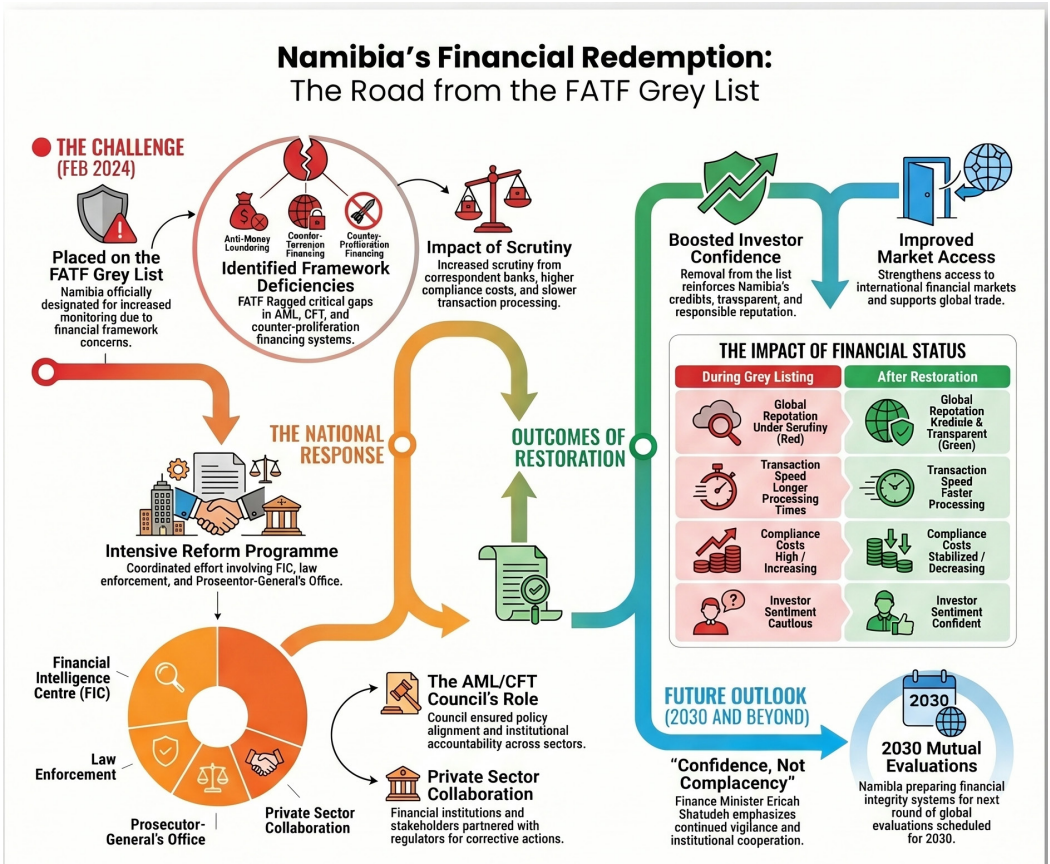 Namibia's Financial Redemption:
The Road from the FATF Grey List
THE CHALLENGE
(FEB 2024)
Placed on the
FATF Grey List
Namibia officially
designated for increased
monitoring due to
financial framework
concerns.
Anti-Money
Loundoring
Coonfor-
Terrenion
Finansing
Countey-
Proffioration
Financing
Identified Framework
Deficiencies
FATF Ragged critical gaps
in AML, CFT, and
counter-proliferation
financing systems.
Impact of Scrutiny
Increased scrutiny from
correspondent banks, higher
compliance costs, and slower
transaction processing.
THE NATIONAL
RESPONSE
Intensive Reform Programme
Coordinated effort involving FIC, law
enforcement, and Proseentor-General's Office.
Financial
Intelligence
Centre (FIC)
Law
Enforcement
Prosecutor-
General's Office
Private Sector
Collaboration
The AML/CFT
Council's Role
Council ensured policy
alignment and institutional
accountability across sectors.
Private Sector
Collaboration
Financial institutions and
stakeholders partnered with
regulators for corrective actions.
OUTCOMES OF
RESTORATION
Boosted Investor
Confidence
Removal from the list
reinforces Namibia's
credibts, travsparent, and
responsible reputation.
Improved
Market Access
Strengthens access to
international financial markets
and supports global trade.
THE IMPACT OF FINANCIAL STATUS
During Grey Listing
After Restoration
Global
Repotation
Under Serufiny
(Red)
Global
Repotation
Kredible &
Transparent
(Green)
Transaction
Speed
Longer
Processing
Times
Transaction
Speed
Faster
Processing
Compliance
Costs
High /
Increasing
Compliance
Costs
Stabilized /
Decreasing
Investor
Sentlment
Cautlous
Investor
Sentiment
Confident
FUTURE OUTLOOK
(2030 AND BEYOND)
"Confidence, Not
Complacency"
Finance Minister Ericah
Shatudeh emphasizes
continued vigilance and
institutional cooperation.
2030
2030 Mutual
Evaluations
Namibla preparing financial
integrity systems for next
round of global
evaluations scheduled
for 2030.